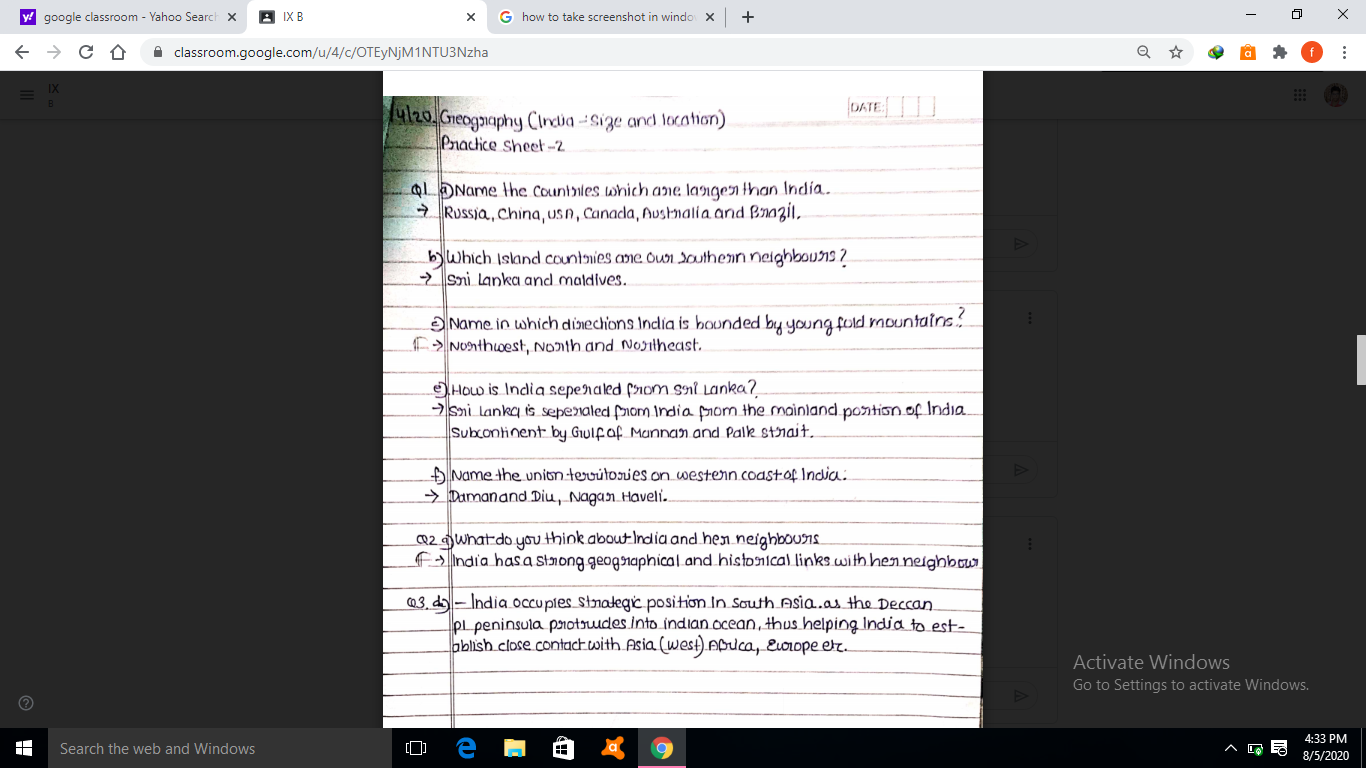 google classroom - Yahoo Search
IX B
how to take screenshot in windo
classroom.google.com/u/4/c/OTEyNjM1NTU3Nzha
f
IX
B
DATE:
/4/20. Geography (India - Size and location)
Practice Sheet -2
Q1 a) Name the Countries which are larger than India.
→ Russia, China, USA, Canada, Australia and Brazil.
b) Which Island countries are our southern neighbours?
→ Sri Lanka and maldives.
c) Name in which directions India is bounded by young fold mountains?
→ Northwest, North and Northeast.
e) How is India seperated from Sri Lanka?
→ Sri Lanka is seperated from India from the mainland portion of India
Subcontinent by Gulf of Mannar and Palk strait.
f) Name the union territories on western coast of India.
→ Daman and Diu, Nagar Haveli.
Q2 g) What do you think about India and her neighbours
→ India has a strong geographical and historical links with her neighbour
Q3. d) - India occupies strategic position in South Asia. as the Deccan
pl peninsula protrudes into indian ocean, thus helping India to est-
ablish close contact with Asia (West) Africa, Europe etc.
Activate Windows
Go to Settings to activate Windows.
Search the web and Windows
4:33 PM
8/5/2020